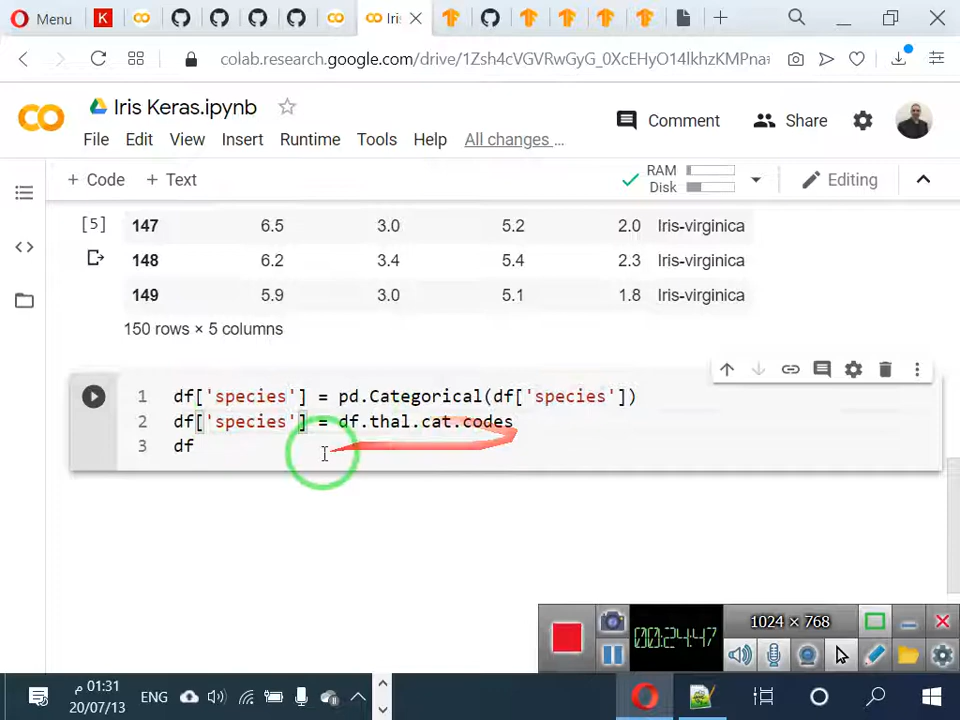 Menu
K
Iris
colab.research.google.com/drive/1Zsh4cVGVRwGyG_0XcEHyO14lkhzKMPna
Iris Keras.ipynb
Comment
Share
File Edit View Insert Runtime Tools Help All changes …
+ Code + Text
RAM
Disk
Editing
[5]
147 6.5 3.0 5.2 2.0 Iris-virginica
148 6.2 3.4 5.4 2.3 Iris-virginica
149 5.9 3.0 5.1 1.8 Iris-virginica
150 rows × 5 columns
1 df['species'] = pd.Categorical(df['species'])
2 df['species'] = df.thal.cat.codes
3 df
00:24:47
1024 × 768
01:31 م
20/07/13
ENG